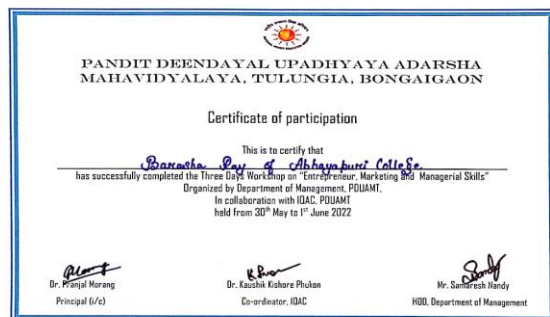 PANDIT DEENDAYAL UPADHYAYA ADARSHA
MAHAVIDYALAYA, TULUNGIA, BONGAIGAON
Certificate of participation
This is to certify that
Barasha Ray of Abhayapuri College.
has successfully completed the Three Days Workshop on "Entrepreneur, Marketing and Managerial Skills"
Organized by Department of Management, PDUAMT,
In collaboration with IQAC, PDUAMT
held from 30th May to 1st June 2022
Dr. Pranjal Morang
Dr. Kaushik Kishore Phukon
Mr. Samaresh Nandy
Principal (i/c)
Co-ordinator, IQAC
HOD, Department of Management